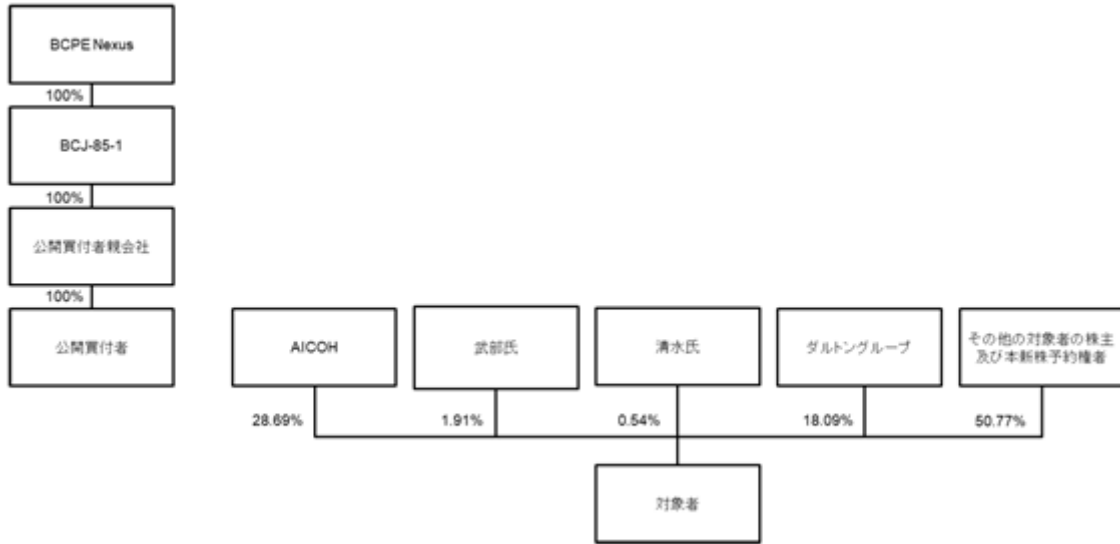 BCPE Nexus
100%
BCJ-85-1
100%
公開買付者親会社
100%
公開買付者
AICOH
武部氏
清水氏
ダルトングループ
その他の対象者の株主
及び本新株予約権者
28.69%
1.91%
0.54%
18.09%
50.77%
対象者